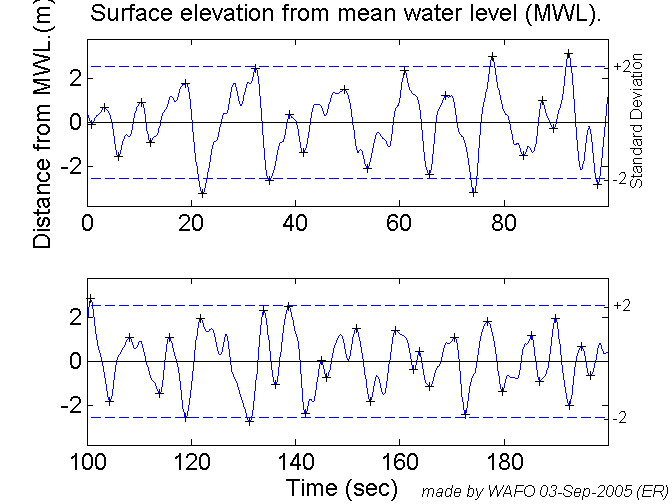 Surface elevation from mean water level (MWL).
Distance from MWL.(m)
2
0
-2
+2
-2
Standard Deviation
0 20 40 60 80
2
0
-2
+2
-2
100 120 140 160 180
Time (sec)
made by WAFO 03-Sep-2005 (ER)